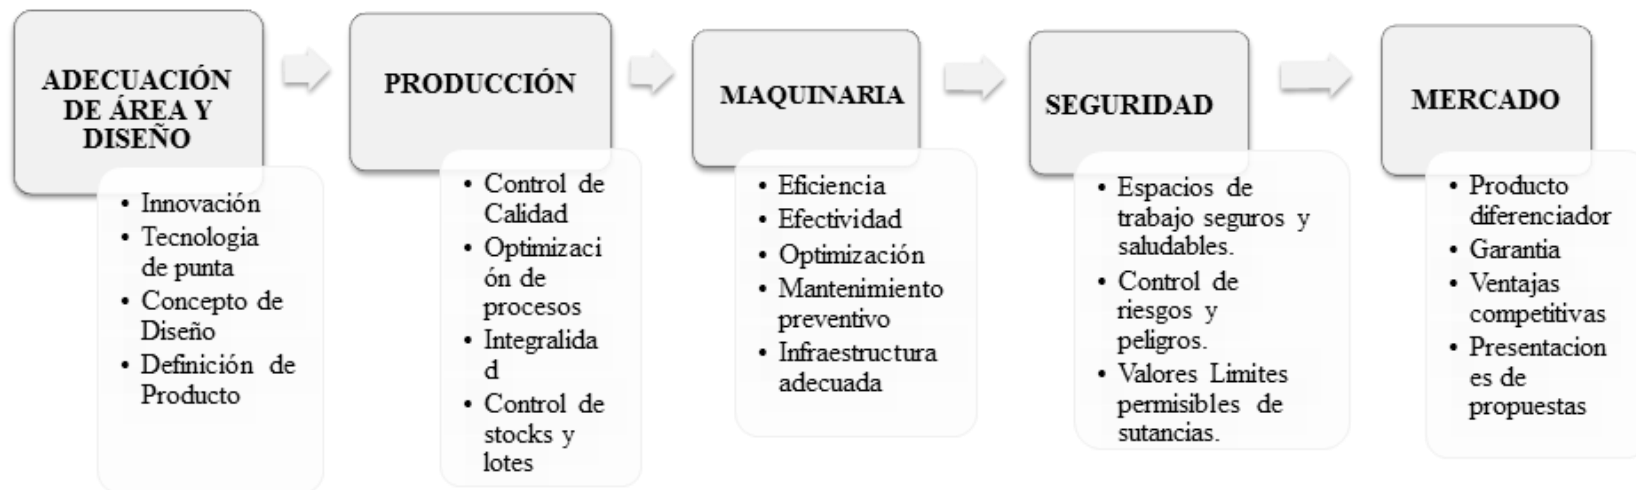 ADECUACIÓN
DE ÁREA Y
DISEÑO
• Innovación
• Tecnologia
de punta
• Concepto de
Diseño
• Definición de
Producto
PRODUCCIÓN
• Control de
Calidad
• Optimizaci
ón de
procesos
• Integralida
d
• Control de
stocks y
lotes
MAQUINARIA
• Eficiencia
• Efectividad
• Optimización
• Mantenimiento
preventivo
• Infraestructura
adecuada
SEGURIDAD
• Espacios de
trabajo seguros y
saludables.
• Control de
riesgos y
peligros.
• Valores Limites
permisibles de
sutancias.
MERCADO
• Producto
diferenciador
• Garantia
• Ventajas
competitivas
• Presentacion
es de
propuestas